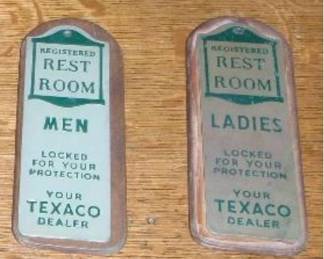 REGISTERED
REST
ROOM
MEN
LOCKED
FOR YOUR
PROTECTION
YOUR
TEXACO
DEALER
REGISTERED
REST
ROOM
LADIES
LOCKED
FOR YOUR
PROTECTION
YOUR
TEXACO
DEALER